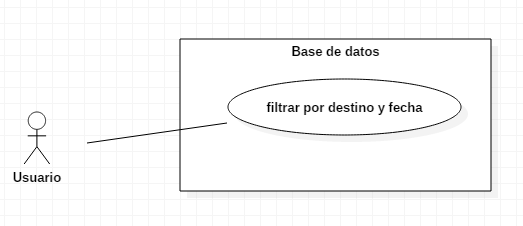 Base de datos
filtrar por destino y fecha
Usuario